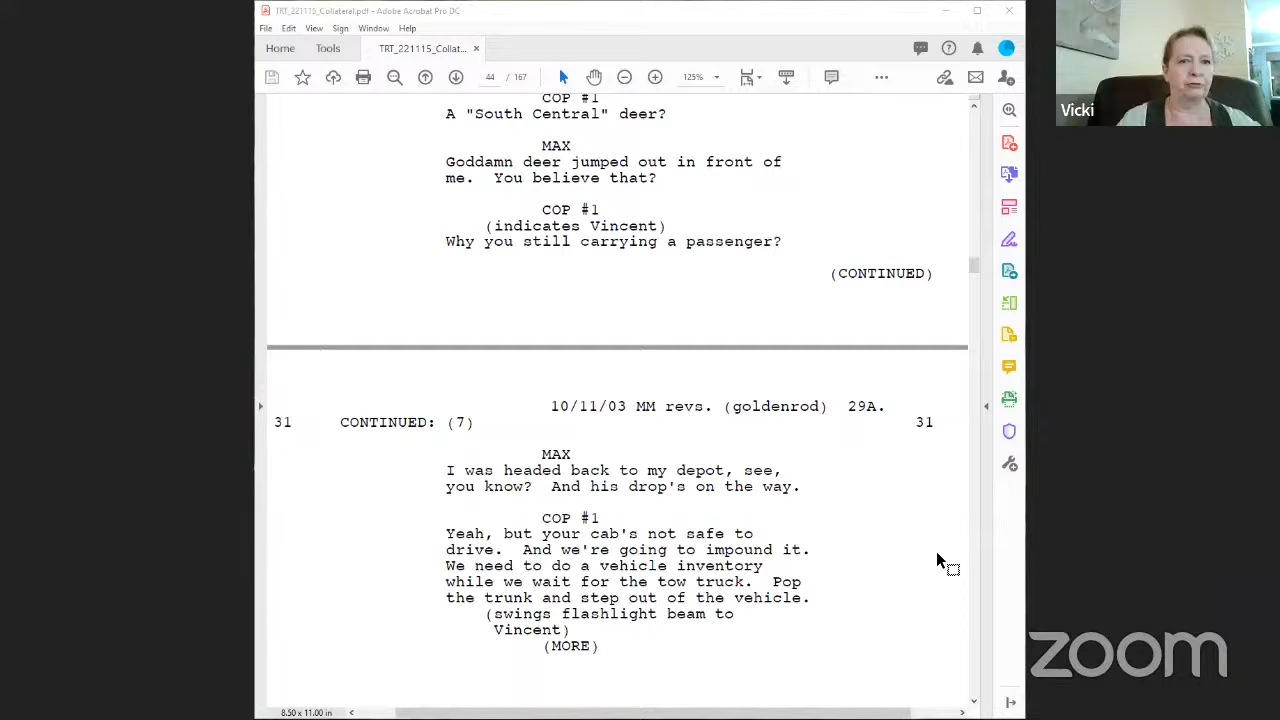 TRT_221115_Collateral.pdf - Adobe Acrobat Pro DC
File Edit View Sign Window Help
Home Tools TRT_221115_Collat... ×
44 / 167 125%
COP #1
A "South Central" deer?
MAX
Goddamn deer jumped out in front of
me. You believe that?
COP #1
(indicates Vincent)
Why you still carrying a passenger?
(CONTINUED)
10/11/03 MM revs. (goldenrod) 29A.
31 CONTINUED: (7) 31
MAX
I was headed back to my depot, see,
you know? And his drop's on the way.
COP #1
Yeah, but your cab's not safe to
drive. And we're going to impound it.
We need to do a vehicle inventory
while we wait for the tow truck. Pop
the trunk and step out of the vehicle.
(swings flashlight beam to
Vincent)
(MORE)
8.50 x 11.00 in
Vicki
zoom